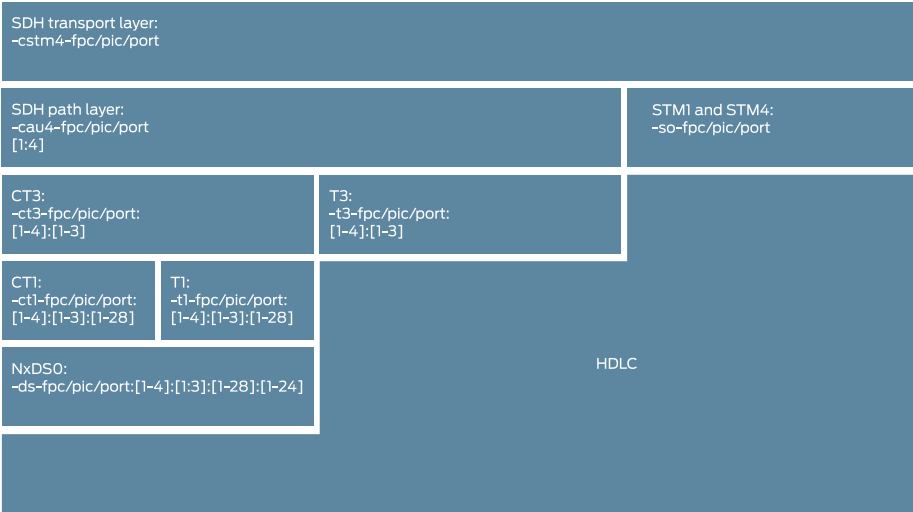 SDH transport layer:
-cstm4-fpc/pic/port
SDH path layer:
-cau4-fpc/pic/port
[1:4]
STM1 and STM4:
-so-fpc/pic/port
CT3:
-ct3-fpc/pic/port:
[1-4]:[1-3]
T3:
-t3-fpc/pic/port:
[1-4]:[1-3]
CT1:
-ct1-fpc/pic/port:
[1-4]:[1-3]:[1-28]
T1:
-t1-fpc/pic/port:
[1-4]:[1-3]:[1-28]
NxDS0:
-ds-fpc/pic/port:[1-4]:[1:3]:[1-28]:[1-24]
HDLC